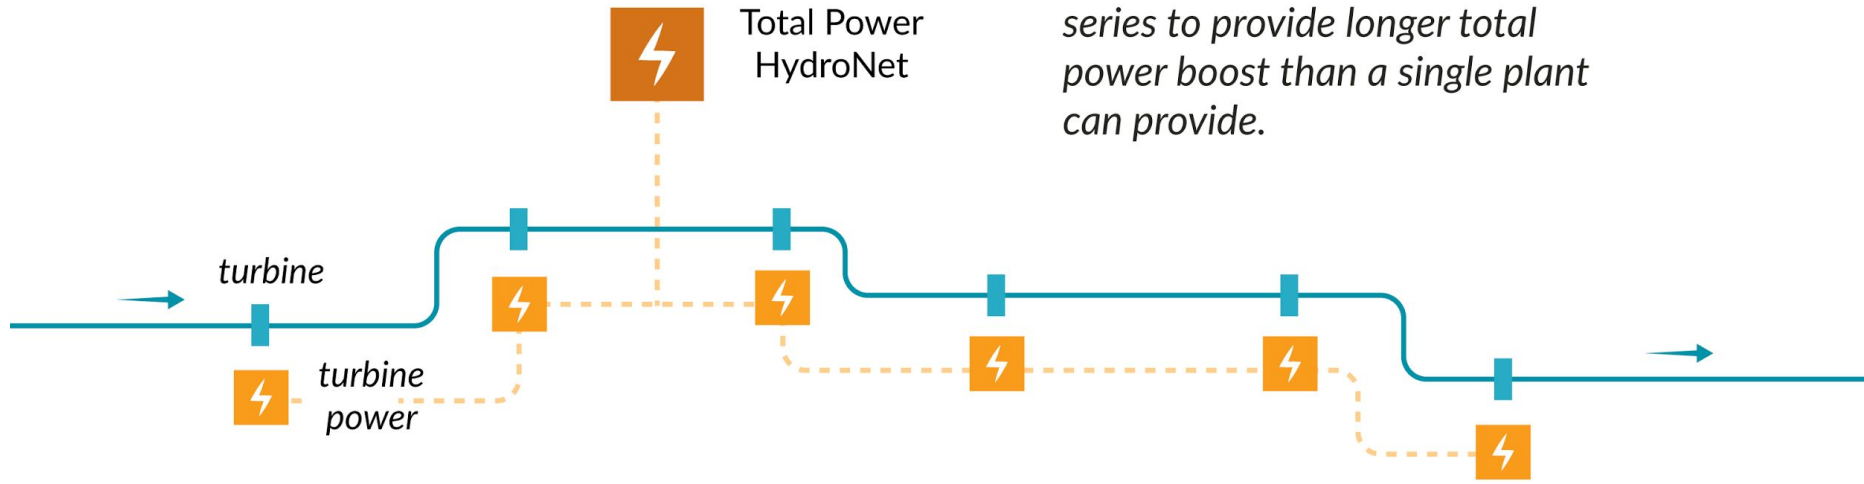 Total Power
HydroNet
series to provide longer total
power boost than a single plant
can provide.
turbine
turbine
power